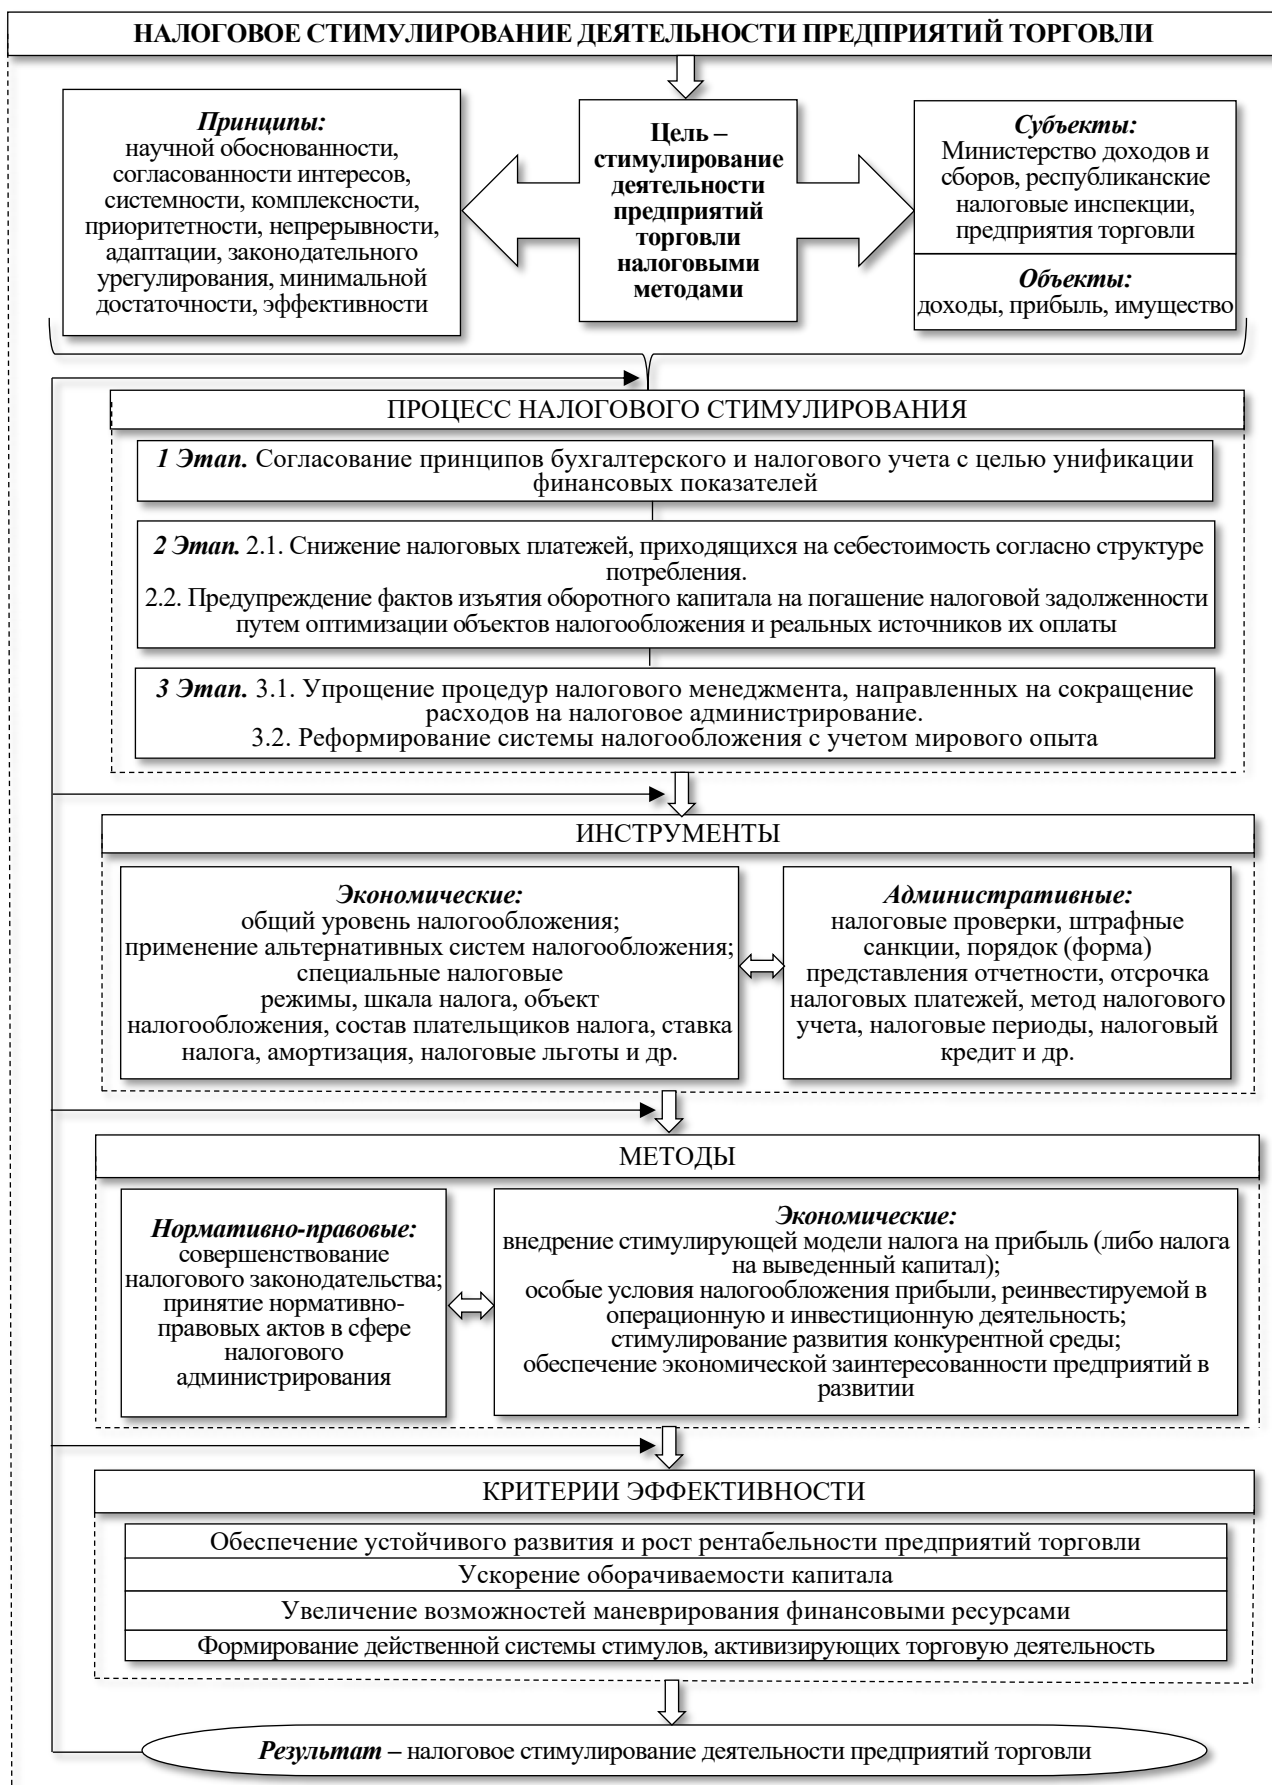 НАЛОГОВОЕ СТИМУЛИРОВАНИЕ ДЕЯТЕЛЬНОСТИ ПРЕДПРИЯТИЙ ТОРГОВЛИ
Принципы:
научной обоснованности,
согласованности интересов,
системности, комплексности,
приоритетности, непрерывности,
адаптации, законодательного
урегулирования, минимальной
достаточности, эффективности
Цель –
стимулирование
деятельности
предприятий
торговли
налоговыми
методами
Субъекты:
Министерство доходов и
сборов, республиканские
налоговые инспекции,
предприятия торговли
Объекты:
доходы, прибыль, имущество
ПРОЦЕСС НАЛОГОВОГО СТИМУЛИРОВАНИЯ
1 Этап. Согласование принципов бухгалтерского и налогового учета с целью унификации
финансовых показателей
2 Этап. 2.1. Снижение налоговых платежей, приходящихся на себестоимость согласно структуре
потребления.
2.2. Предупреждение фактов изъятия оборотного капитала на погашение налоговой задолженности
путем оптимизации объектов налогообложения и реальных источников их оплаты
3 Этап. 3.1. Упрощение процедур налогового менеджмента, направленных на сокращение
расходов на налоговое администрирование.
3.2. Реформирование системы налогообложения с учетом мирового опыта
ИНСТРУМЕНТЫ
Экономические:
общий уровень налогообложения;
применение альтернативных систем налогообложения;
специальные налоговые
режимы, шкала налога, объект
налогообложения, состав плательщиков налога, ставка
налога, амортизация, налоговые льготы и др.
Административные:
налоговые проверки, штрафные
санкции, порядок (форма)
представления отчетности, отсрочка
налоговых платежей, метод налогового
учета, налоговые периоды, налоговый
кредит и др.
МЕТОДЫ
Нормативно-правовые:
совершенствование
налогового законодательства;
принятие нормативно-
правовых актов в сфере
налогового
администрирования
Экономические:
внедрение стимулирующей модели налога на прибыль (либо налога
на выведенный капитал);
особые условия налогообложения прибыли, реинвестируемой в
операционную и инвестиционную деятельность;
стимулирование развития конкурентной среды;
обеспечение экономической заинтересованности предприятий в
развитии
КРИТЕРИИ ЭФФЕКТИВНОСТИ
Обеспечение устойчивого развития и рост рентабельности предприятий торговли
Ускорение оборачиваемости капитала
Увеличение возможностей маневрирования финансовыми ресурсами
Формирование действенной системы стимулов, активизирующих торговую деятельность
Результат – налоговое стимулирование деятельности предприятий торговли